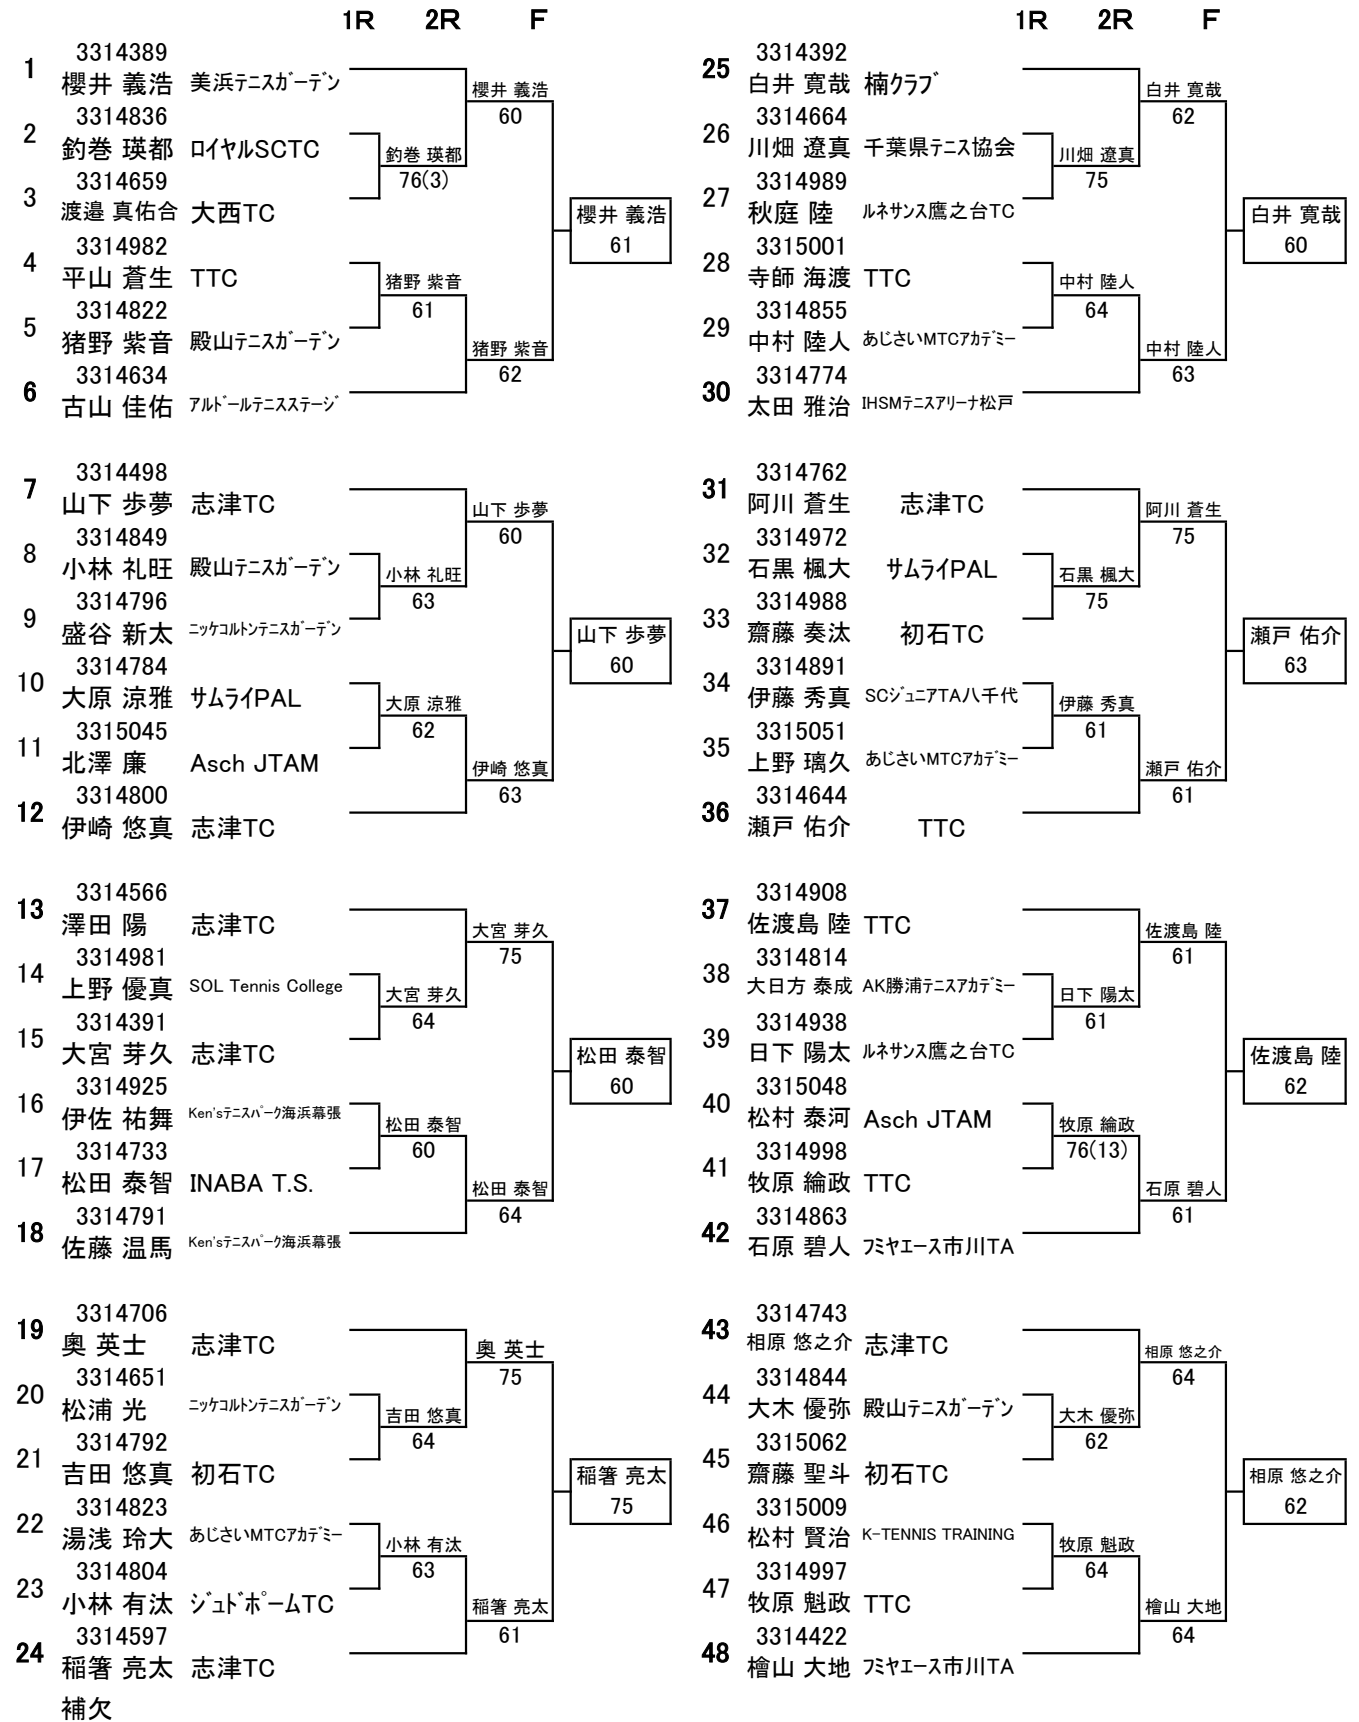 1R 2R F
3314389
1 櫻井 義浩 美浜テニスガーデン
櫻井 義浩
60
3314836
2 釣巻 瑛都 ロイヤルSCTC
釣巻 瑛都
76(3)
3314659
3 渡邉 真佑合 大西TC
櫻井 義浩
61
3314982
4 平山 蒼生 TTC
猪野 紫音
61
3314822
5 猪野 紫音 殿山テニスガーデン
猪野 紫音
62
3314634
6 古山 佳佑 アルドールテニスステージ
3314498
7 山下 歩夢 志津TC
山下 歩夢
60
3314849
8 小林 礼旺 殿山テニスガーデン
小林 礼旺
63
3314796
9 盛谷 新太 ニッケコルトンテニスガーデン
山下 歩夢
60
3314784
10 大原 涼雅 サムライPAL
大原 涼雅
62
3315045
11 北澤 廉 Asch JTAM
伊崎 悠真
63
3314800
12 伊崎 悠真 志津TC
3314566
13 澤田 陽 志津TC
大宮 芽久
75
3314981
14 上野 優真 SOL Tennis College
大宮 芽久
64
3314391
15 大宮 芽久 志津TC
松田 泰智
60
3314925
16 伊佐 祐舞 Ken'sテニスパーク海浜幕張
松田 泰智
60
3314733
17 松田 泰智 INABA T.S.
松田 泰智
64
3314791
18 佐藤 温馬 Ken'sテニスパーク海浜幕張
3314706
19 奥 英士 志津TC
奥 英士
75
3314651
20 松浦 光 ニッケコルトンテニスガーデン
吉田 悠真
64
3314792
21 吉田 悠真 初石TC
稲箸 亮太
75
3314823
22 湯浅 玲大 あじさいMTCアカデミー
小林 有汰
63
3314804
23 小林 有汰 ジュドポームTC
稲箸 亮太
61
3314597
24 稲箸 亮太 志津TC
補欠
1R 2R F
3314392
25 白井 寛哉 楠クラブ
白井 寛哉
62
3314664
26 川畑 遼真 千葉県テニス協会
川畑 遼真
75
3314989
27 秋庭 陸 ルネサンス鷹之台TC
白井 寛哉
60
3315001
28 寺師 海渡 TTC
中村 陸人
64
3314855
29 中村 陸人 あじさいMTCアカデミー
中村 陸人
63
3314774
30 太田 雅治 IHSMテニスアリーナ松戸
3314762
31 阿川 蒼生 志津TC
阿川 蒼生
75
3314972
32 石黒 楓大 サムライPAL
石黒 楓大
75
3314988
33 齋藤 奏汰 初石TC
瀬戸 佑介
63
3314891
34 伊藤 秀真 SCジュニアTA八千代
伊藤 秀真
61
3315051
35 上野 璃久 あじさいMTCアカデミー
瀬戸 佑介
61
3314644
36 瀬戸 佑介 TTC
3314908
37 佐渡島 陸 TTC
佐渡島 陸
61
3314814
38 大日方 泰成 AK勝浦テニスアカデミー
日下 陽太
61
3314938
39 日下 陽太 ルネサンス鷹之台TC
佐渡島 陸
62
3315048
40 松村 泰河 Asch JTAM
牧原 綸政
76(13)
3314998
41 牧原 綸政 TTC
石原 碧人
61
3314863
42 石原 碧人 フミヤエース市川TA
3314743
43 相原 悠之介 志津TC
相原 悠之介
64
3314844
44 大木 優弥 殿山テニスガーデン
大木 優弥
62
3315062
45 齋藤 聖斗 初石TC
相原 悠之介
62
3315009
46 松村 賢治 K-TENNIS TRAINING
牧原 魁政
64
3314997
47 牧原 魁政 TTC
檜山 大地
64
3314422
48 檜山 大地 フミヤエース市川TA